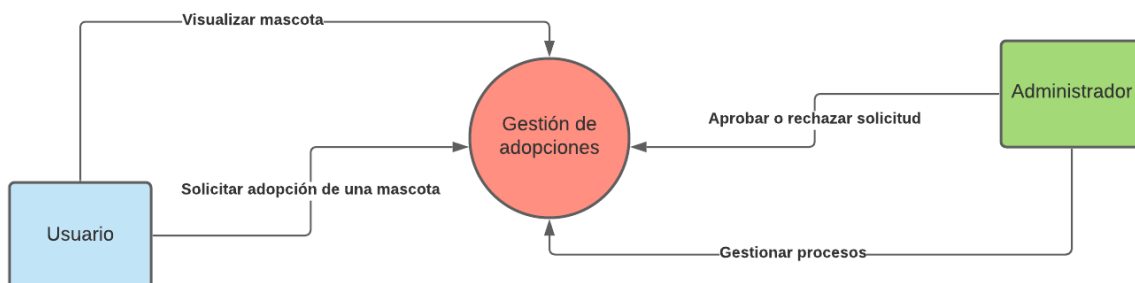 Visualizar mascota
Administrador
Gestión de
adopciones
Aprobar o rechazar solicitud
Solicitar adopción de una mascota
Usuario
Gestionar procesos